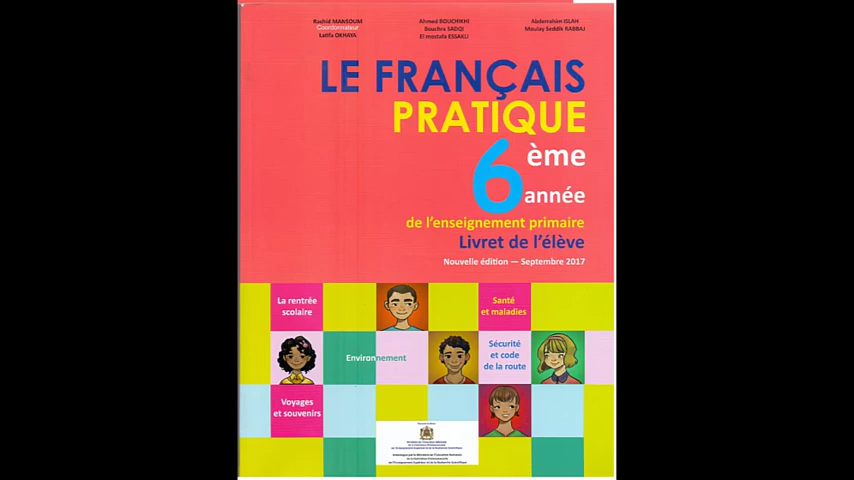 Rachid MANSOUM
Coordonnateur
Latifa OKHAYA
Ahmed BOUCHIKHI
Bouchra SADQI
El mostafa ESSAKLI
Abderrahim ISLAH
Moulay Seddik RABBAJ
LE FRANÇAIS
PRATIQUE
6ème
année
de l'enseignement primaire
Livret de l'élève
Nouvelle édition — Septembre 2017
La rentrée
scolaire
Santé
et maladies
Environnement
Sécurité
et code
de la route
Voyages
et souvenirs